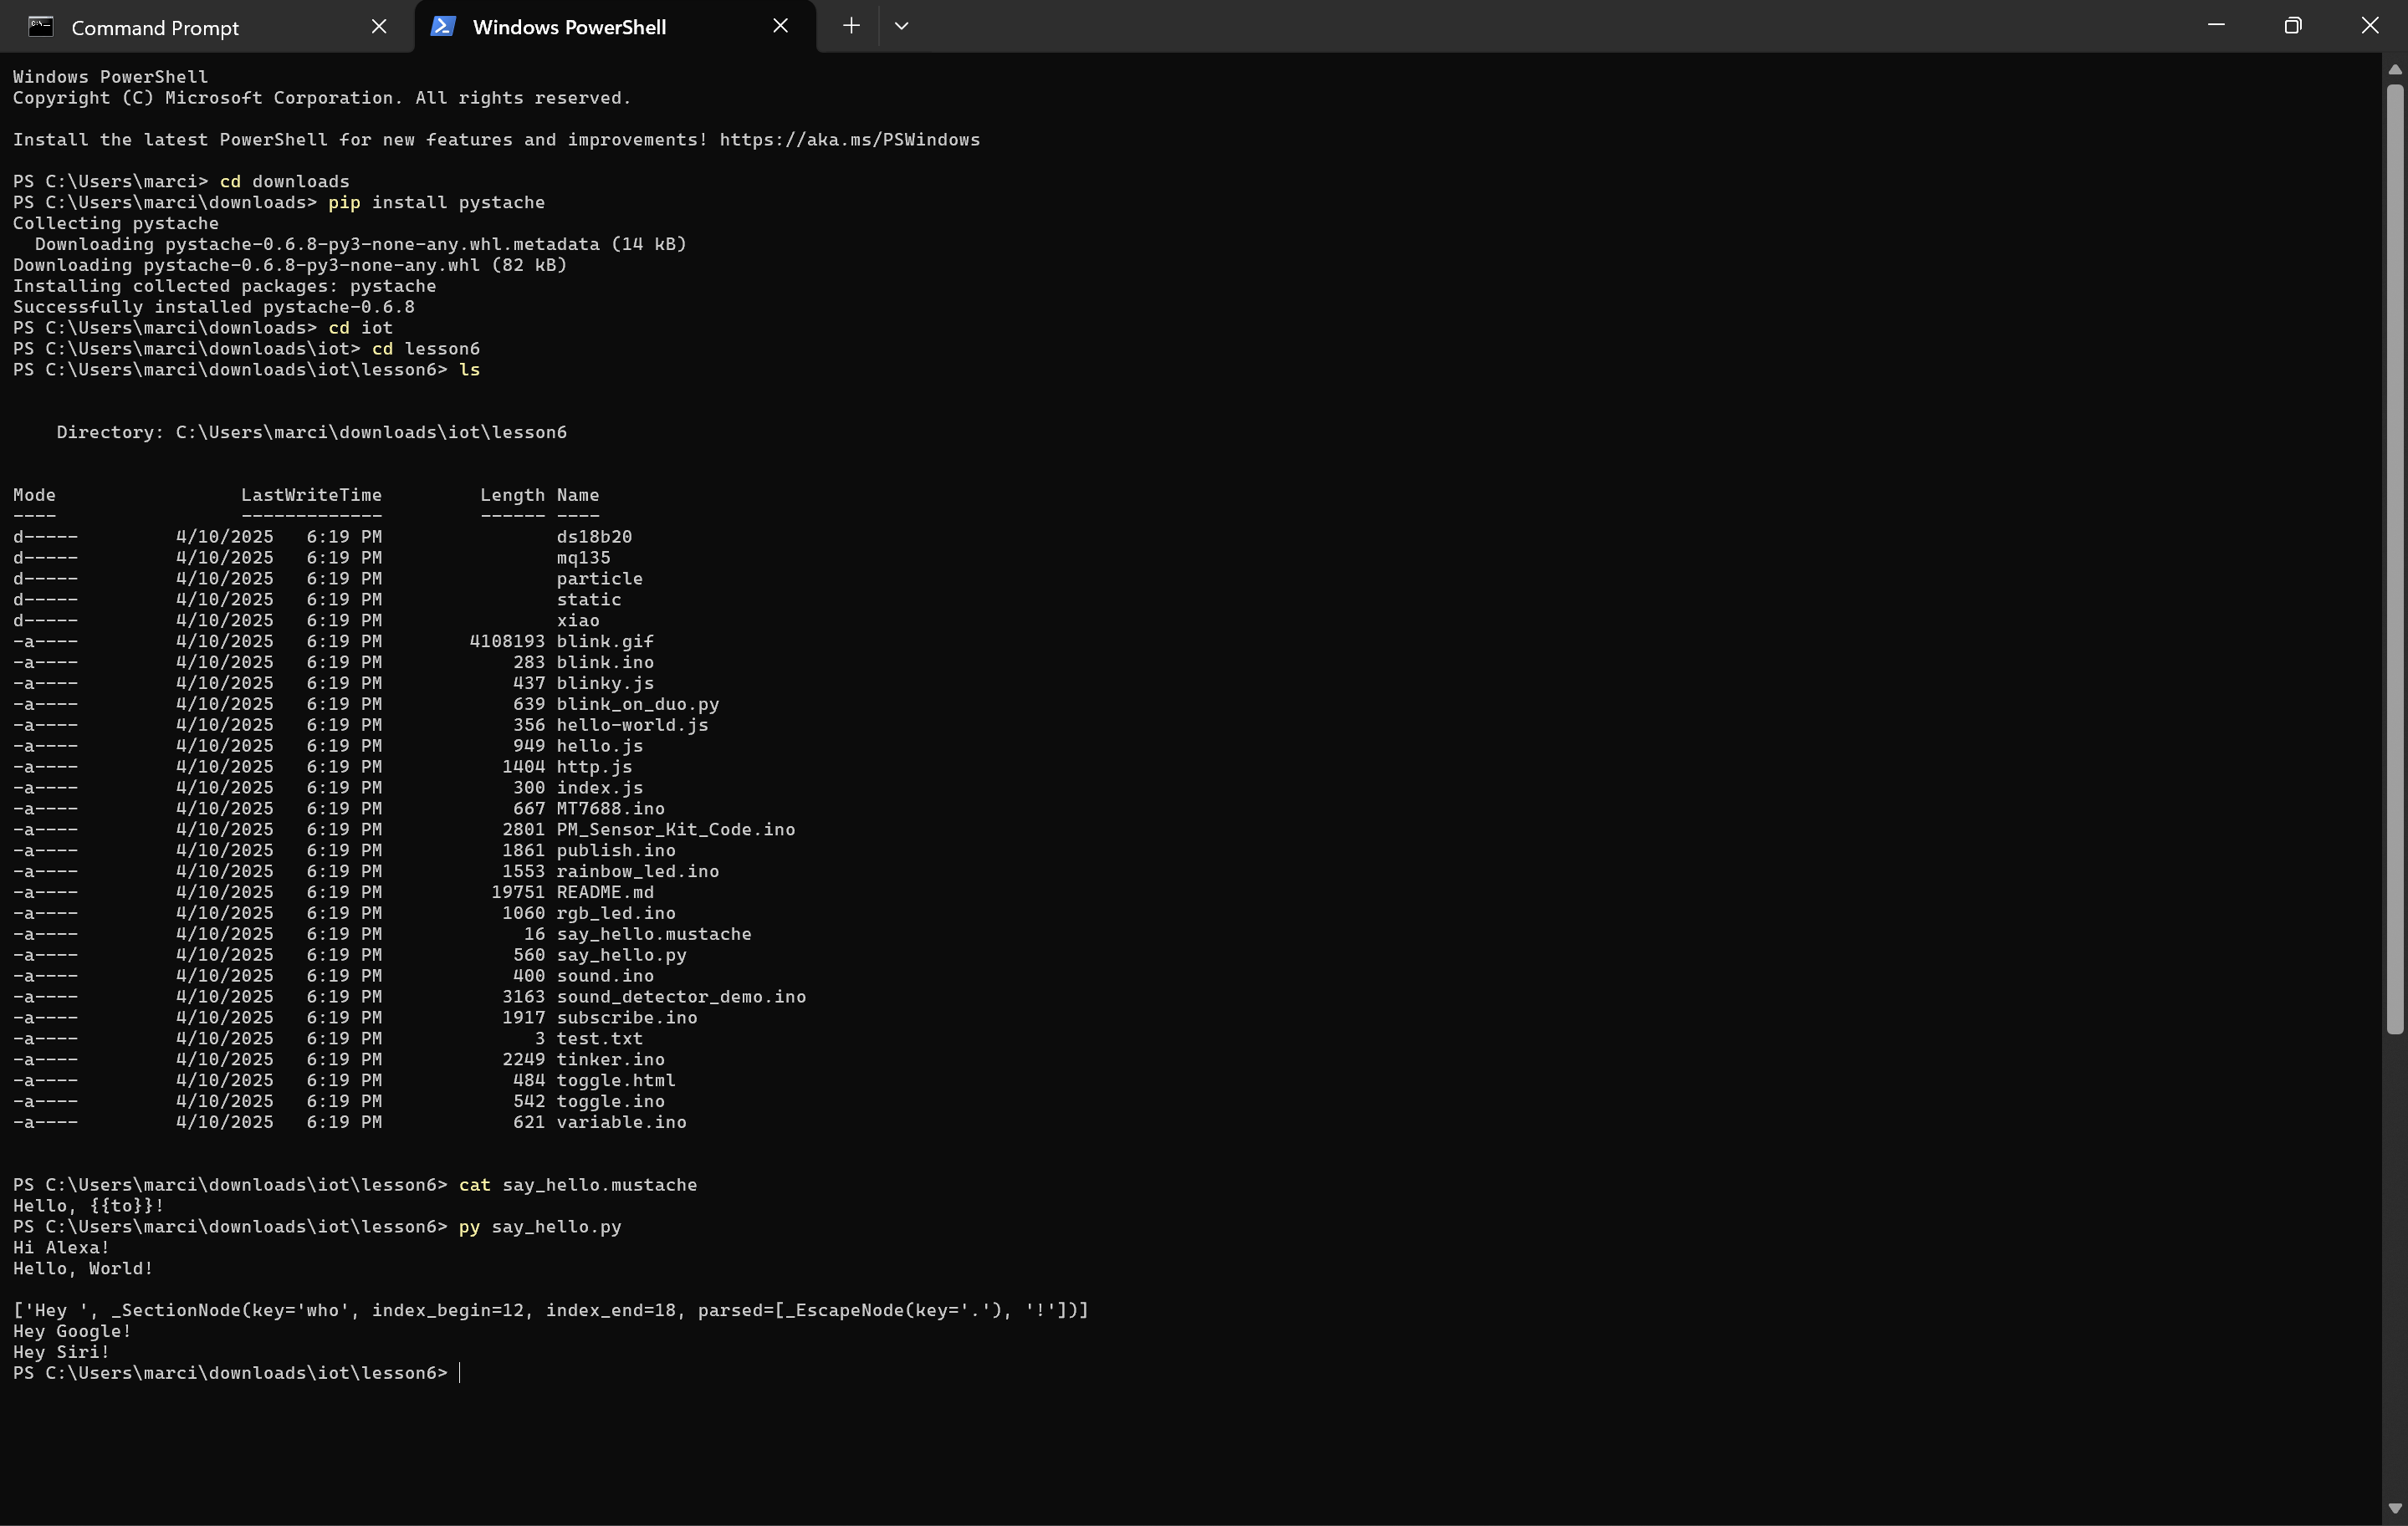 Command Prompt
Windows PowerShell
Windows PowerShell
Copyright (C) Microsoft Corporation. All rights reserved.
Install the latest PowerShell for new features and improvements! https://aka.ms/PSWindows
PS C:\Users\marci> cd downloads
PS C:\Users\marci\downloads> pip install pystache
Collecting pystache
  Downloading pystache-0.6.8-py3-none-any.whl.metadata (14 kB)
Downloading pystache-0.6.8-py3-none-any.whl (82 kB)
Installing collected packages: pystache
Successfully installed pystache-0.6.8
PS C:\Users\marci\downloads> cd iot
PS C:\Users\marci\downloads\iot> cd lesson6
PS C:\Users\marci\downloads\iot\lesson6> ls
    Directory: C:\Users\marci\downloads\iot\lesson6
Mode                 LastWriteTime         Length Name
----                 -------------         ------ ----
d-----         4/10/2025   6:19 PM                ds18b20
d-----         4/10/2025   6:19 PM                mq135
d-----         4/10/2025   6:19 PM                particle
d-----         4/10/2025   6:19 PM                static
d-----         4/10/2025   6:19 PM                xiao
-a----         4/10/2025   6:19 PM        4108193 blink.gif
-a----         4/10/2025   6:19 PM            283 blink.ino
-a----         4/10/2025   6:19 PM            437 blinky.js
-a----         4/10/2025   6:19 PM            639 blink_on_duo.py
-a----         4/10/2025   6:19 PM            356 hello-world.js
-a----         4/10/2025   6:19 PM            949 hello.js
-a----         4/10/2025   6:19 PM           1404 http.js
-a----         4/10/2025   6:19 PM            300 index.js
-a----         4/10/2025   6:19 PM            667 MT7688.ino
-a----         4/10/2025   6:19 PM           2801 PM_Sensor_Kit_Code.ino
-a----         4/10/2025   6:19 PM           1861 publish.ino
-a----         4/10/2025   6:19 PM           1553 rainbow_led.ino
-a----         4/10/2025   6:19 PM          19751 README.md
-a----         4/10/2025   6:19 PM           1060 rgb_led.ino
-a----         4/10/2025   6:19 PM             16 say_hello.mustache
-a----         4/10/2025   6:19 PM            560 say_hello.py
-a----         4/10/2025   6:19 PM            400 sound.ino
-a----         4/10/2025   6:19 PM           3163 sound_detector_demo.ino
-a----         4/10/2025   6:19 PM           1917 subscribe.ino
-a----         4/10/2025   6:19 PM              3 test.txt
-a----         4/10/2025   6:19 PM           2249 tinker.ino
-a----         4/10/2025   6:19 PM            484 toggle.html
-a----         4/10/2025   6:19 PM            542 toggle.ino
-a----         4/10/2025   6:19 PM            621 variable.ino
PS C:\Users\marci\downloads\iot\lesson6> cat say_hello.mustache
Hello, {{to}}!
PS C:\Users\marci\downloads\iot\lesson6> py say_hello.py
Hi Alexa!
Hello, World!
['Hey ', _SectionNode(key='who', index_begin=12, index_end=18, parsed=[_EscapeNode(key='.'), '!'])]
Hey Google!
Hey Siri!
PS C:\Users\marci\downloads\iot\lesson6>